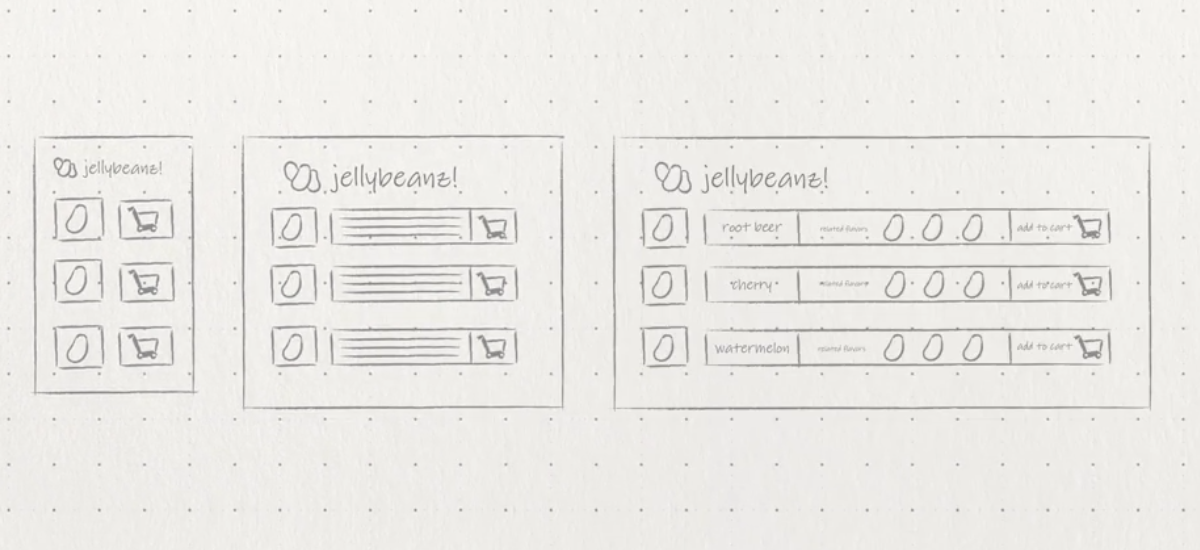 jellybeanz!
jellybeanz!
jellybeanz!
root beer
related flavors
add to cart
cherry
related flavors
add to cart
watermelon
related flavors
add to cart